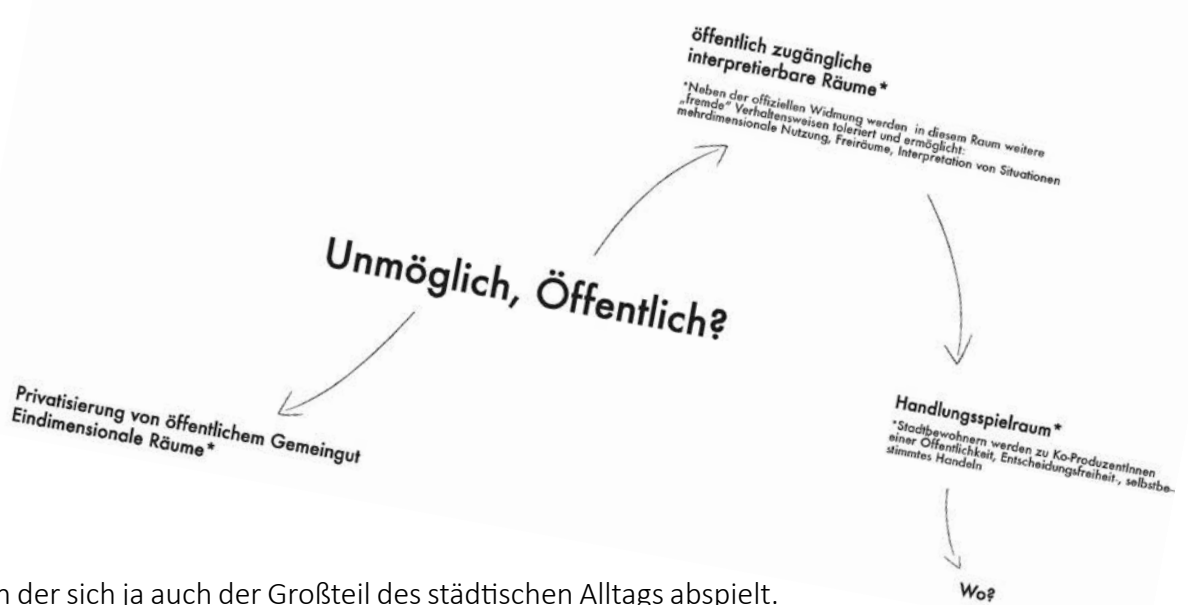 öffentlich zugängliche
interpretierbare Räume*
*Neben der offiziellen Widmung werden in diesem Raum weitere
„fremde“ Verhaltensweisen toleriert und ermöglicht:
mehrdimensionale Nutzung, Freiräume, Interpretation von Situationen
Unmöglich, Öffentlich?
Privatisierung von öffentlichem Gemeingut
Eindimensionale Räume*
Handlungsspielraum*
*Stadtbewohnern werden zu Ko-ProduzentInnen
einer Öffentlichkeit, Entscheidungsfreiheit-, selbstbe-
stimmtes Handeln
Wo?
der sich ja auch der Großteil des städtischen Alltags abspielt.